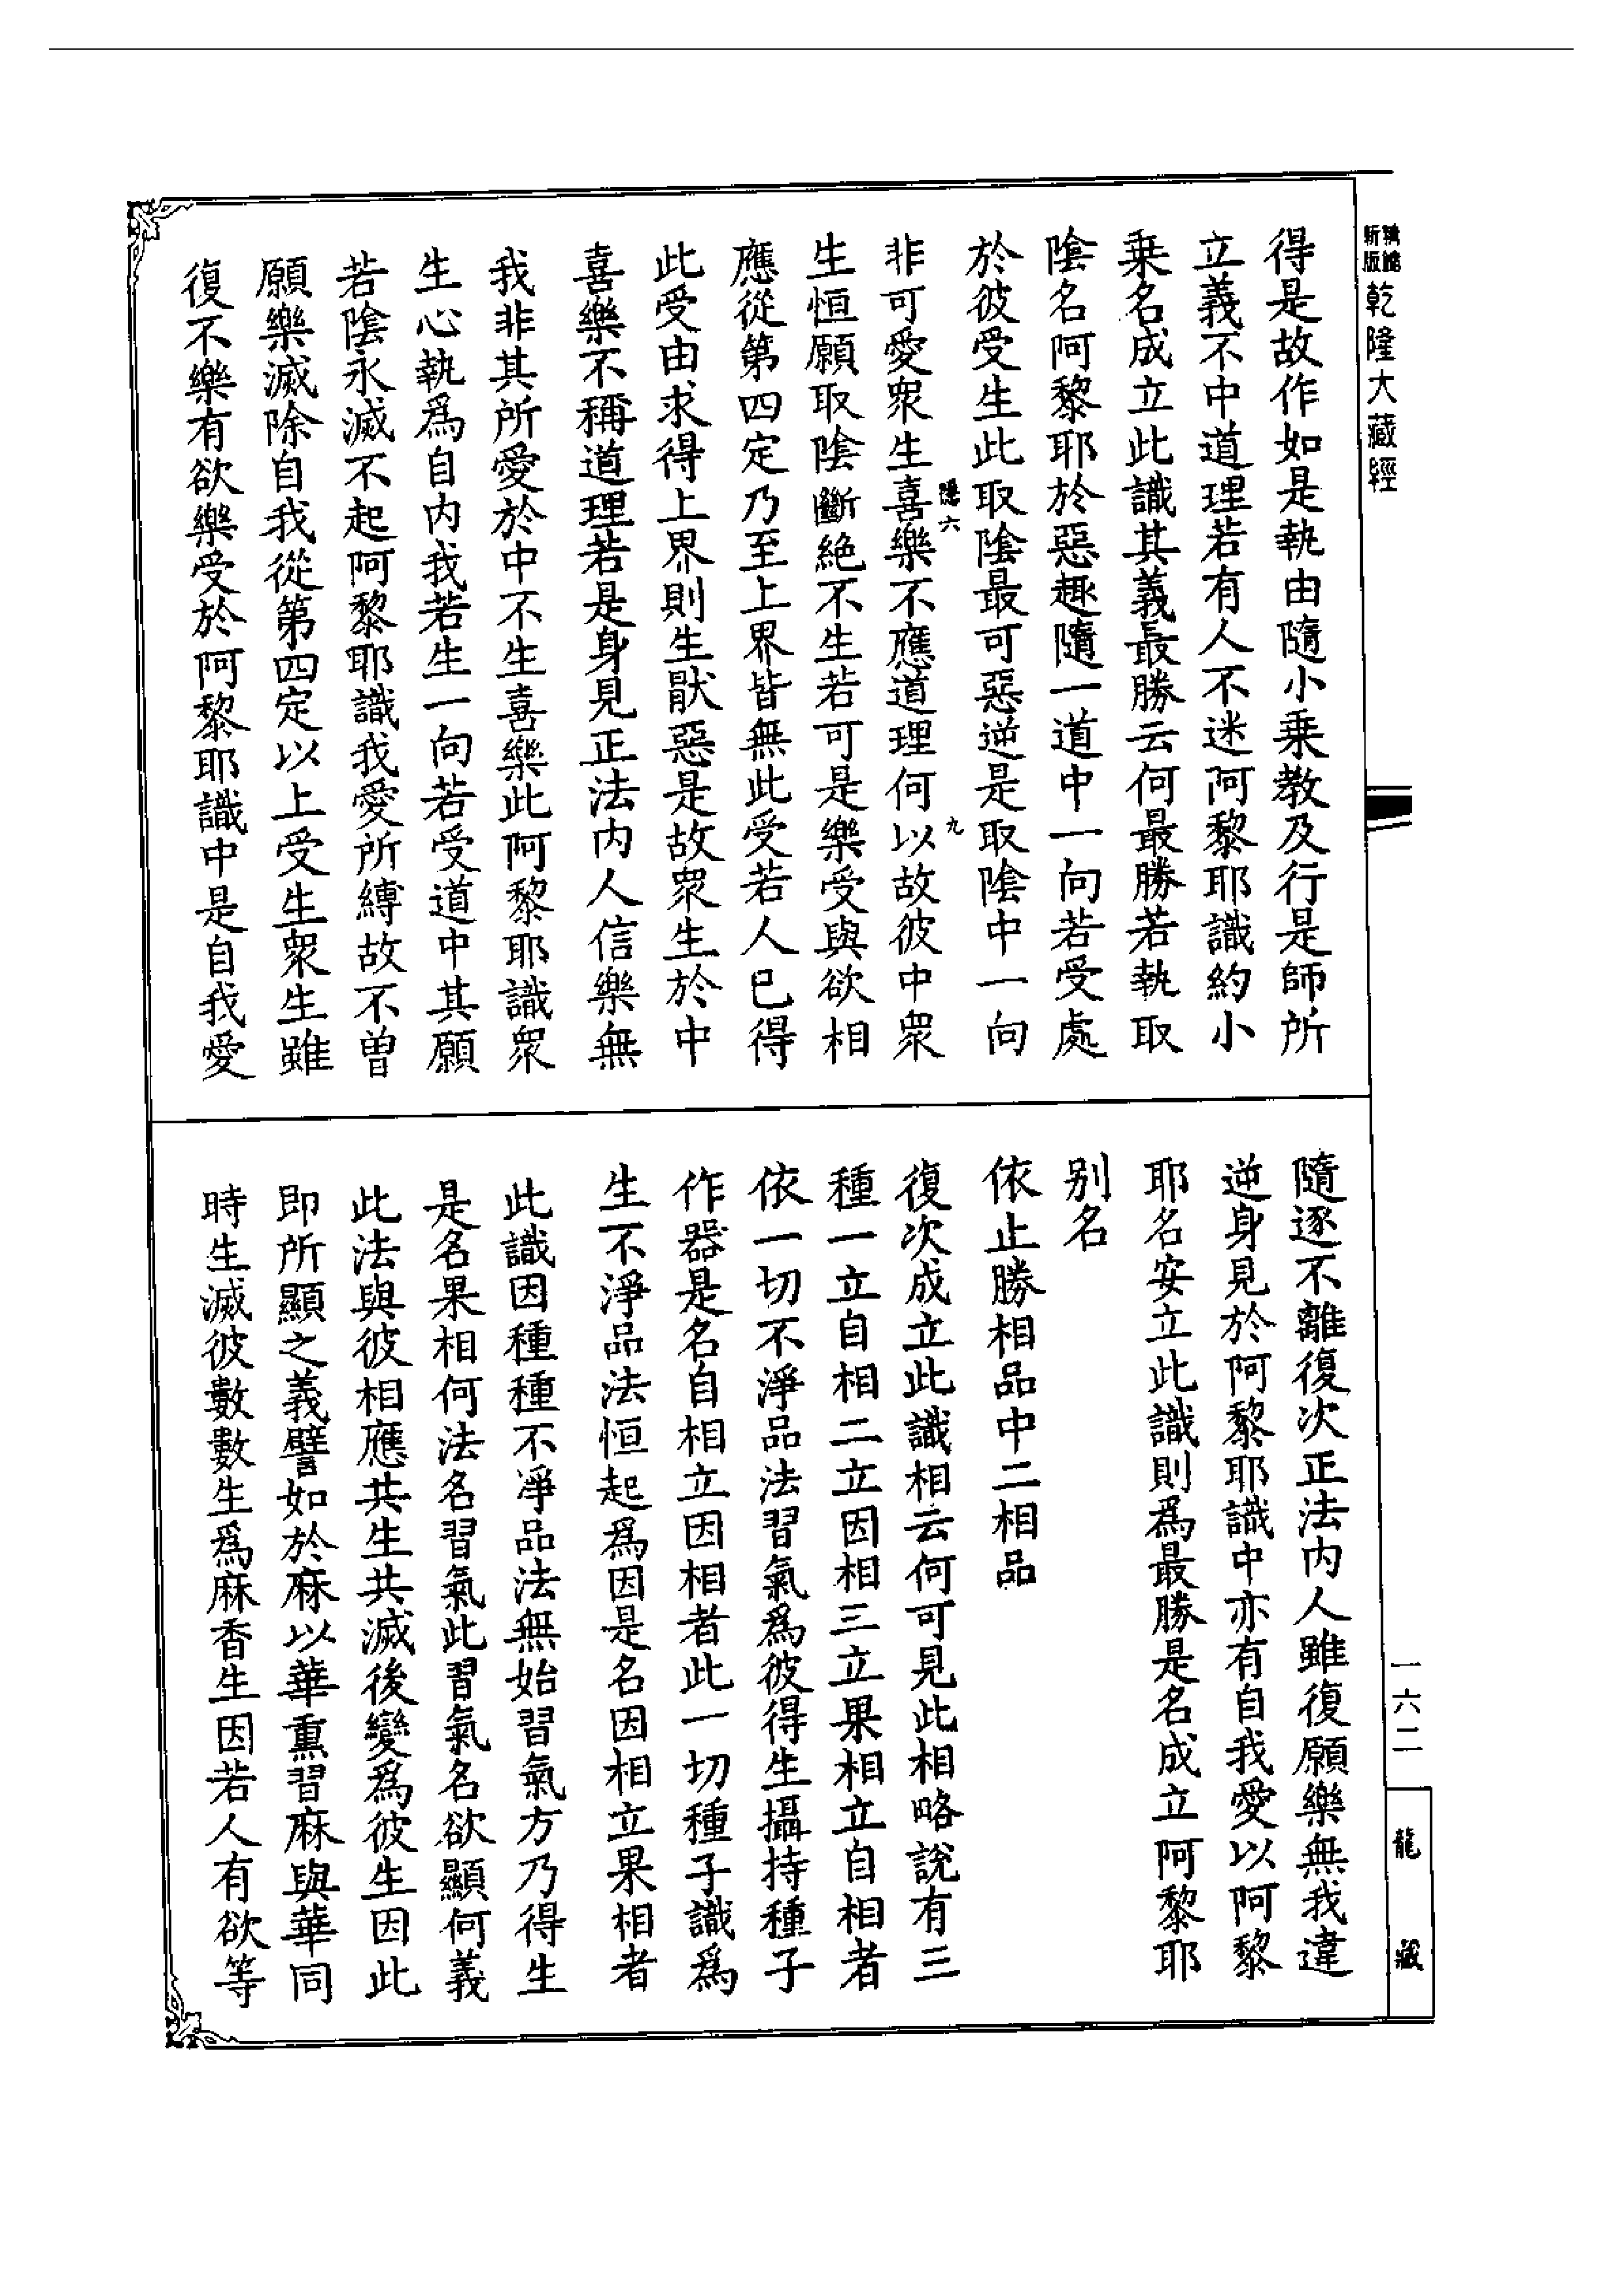 新版
乾隆大藏經
得是故作如是執由隨小乗教及行是師所
立義不中道理若有人不迷阿黎耶識約小
乗名成立此識其義最勝云何最勝若執取
陰名阿黎耶於惡趣隨一道中一向若受處
於彼受生此取陰最可惡逆是取陰中一向
六
九
非可愛衆生喜樂不應道理何以故彼中衆
生恒願取陰斷絶不生若可是樂受與欲相
應從第四定乃至上界皆無此受若人巳得
此受由求得上界則生猒惡是故衆生於中
喜樂不稱道理若是身見正法内人信樂無
我非其所愛於中不生喜樂此阿黎耶識衆
生心執爲自内我若生一向若受道中其願
若陰永滅不起阿黎耶識我愛所縛故不曽
願樂滅除自我從第四定以上受生衆生雖
復不樂有欲樂受於阿黎耶識中是自我愛
隨逐不離復次正法内人雖復願樂無我違
逆身見於阿黎耶識中亦有自我愛以阿黎
耶名安立此識則爲最勝是名成立阿黎耶
别名
依止勝相品中二相品
復次成立此識相云何可見此相略說有三
種一立自相二立因相三立果相立自相者
依一切不淨品法習氣爲彼得生攝持種子
作器是名自相立因相者此一切種子識爲
生不淨品法恒起爲因是名因相立果相者
此識因種種不淨品法無始習氣方乃得生
是名果相何法名習氣此習氣名欲顯何義
此法與彼相應共生共滅後變爲彼生因此
即所顯之義譬如於麻以華熏習麻與華同
時生滅彼數數生爲麻香生因若人有欲等
一六二
龍藏